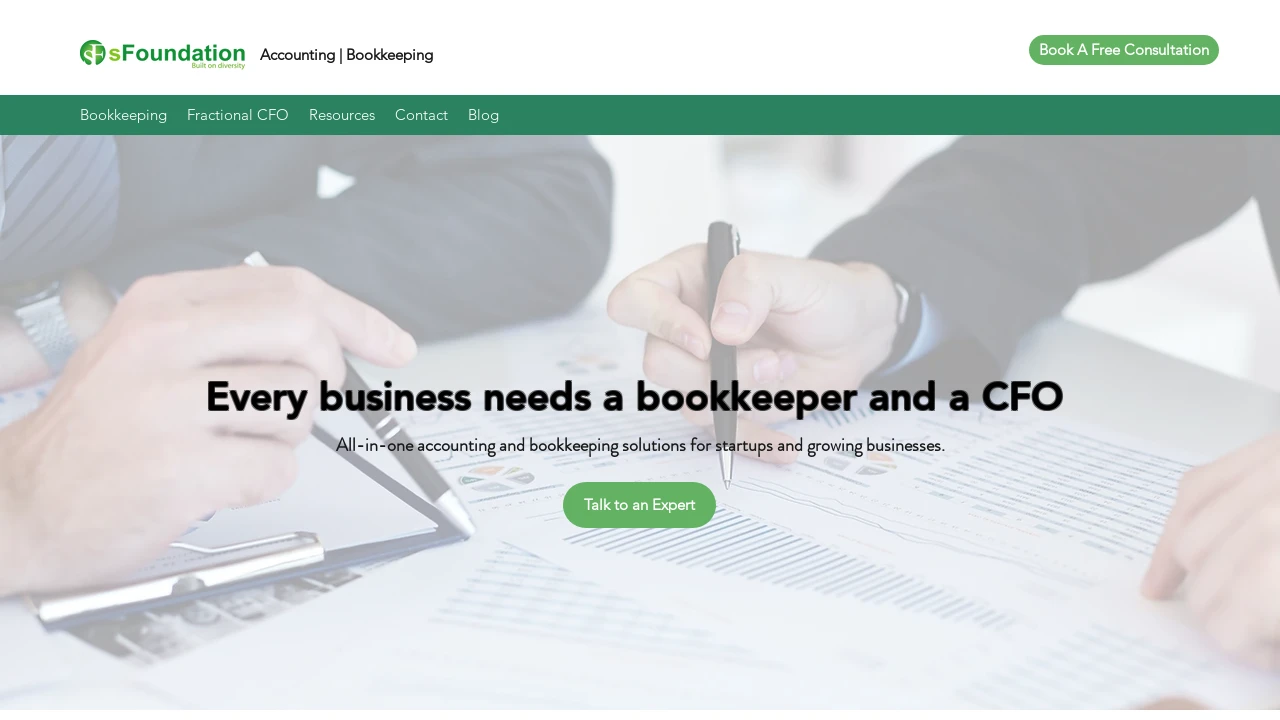 sFoundation
Built on diversity
Accounting | Bookkeeping
Book A Free Consultation
Bookkeeping
Fractional CFO
Resources
Contact
Blog
Every business needs a bookkeeper and a CFO
All-in-one accounting and bookkeeping solutions for startups and growing businesses.
Talk to an Expert